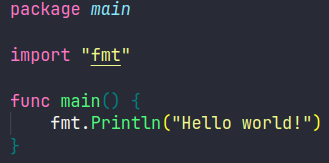 package main

import "fmt"

func main() {
    fmt.Println("Hello world!")
}